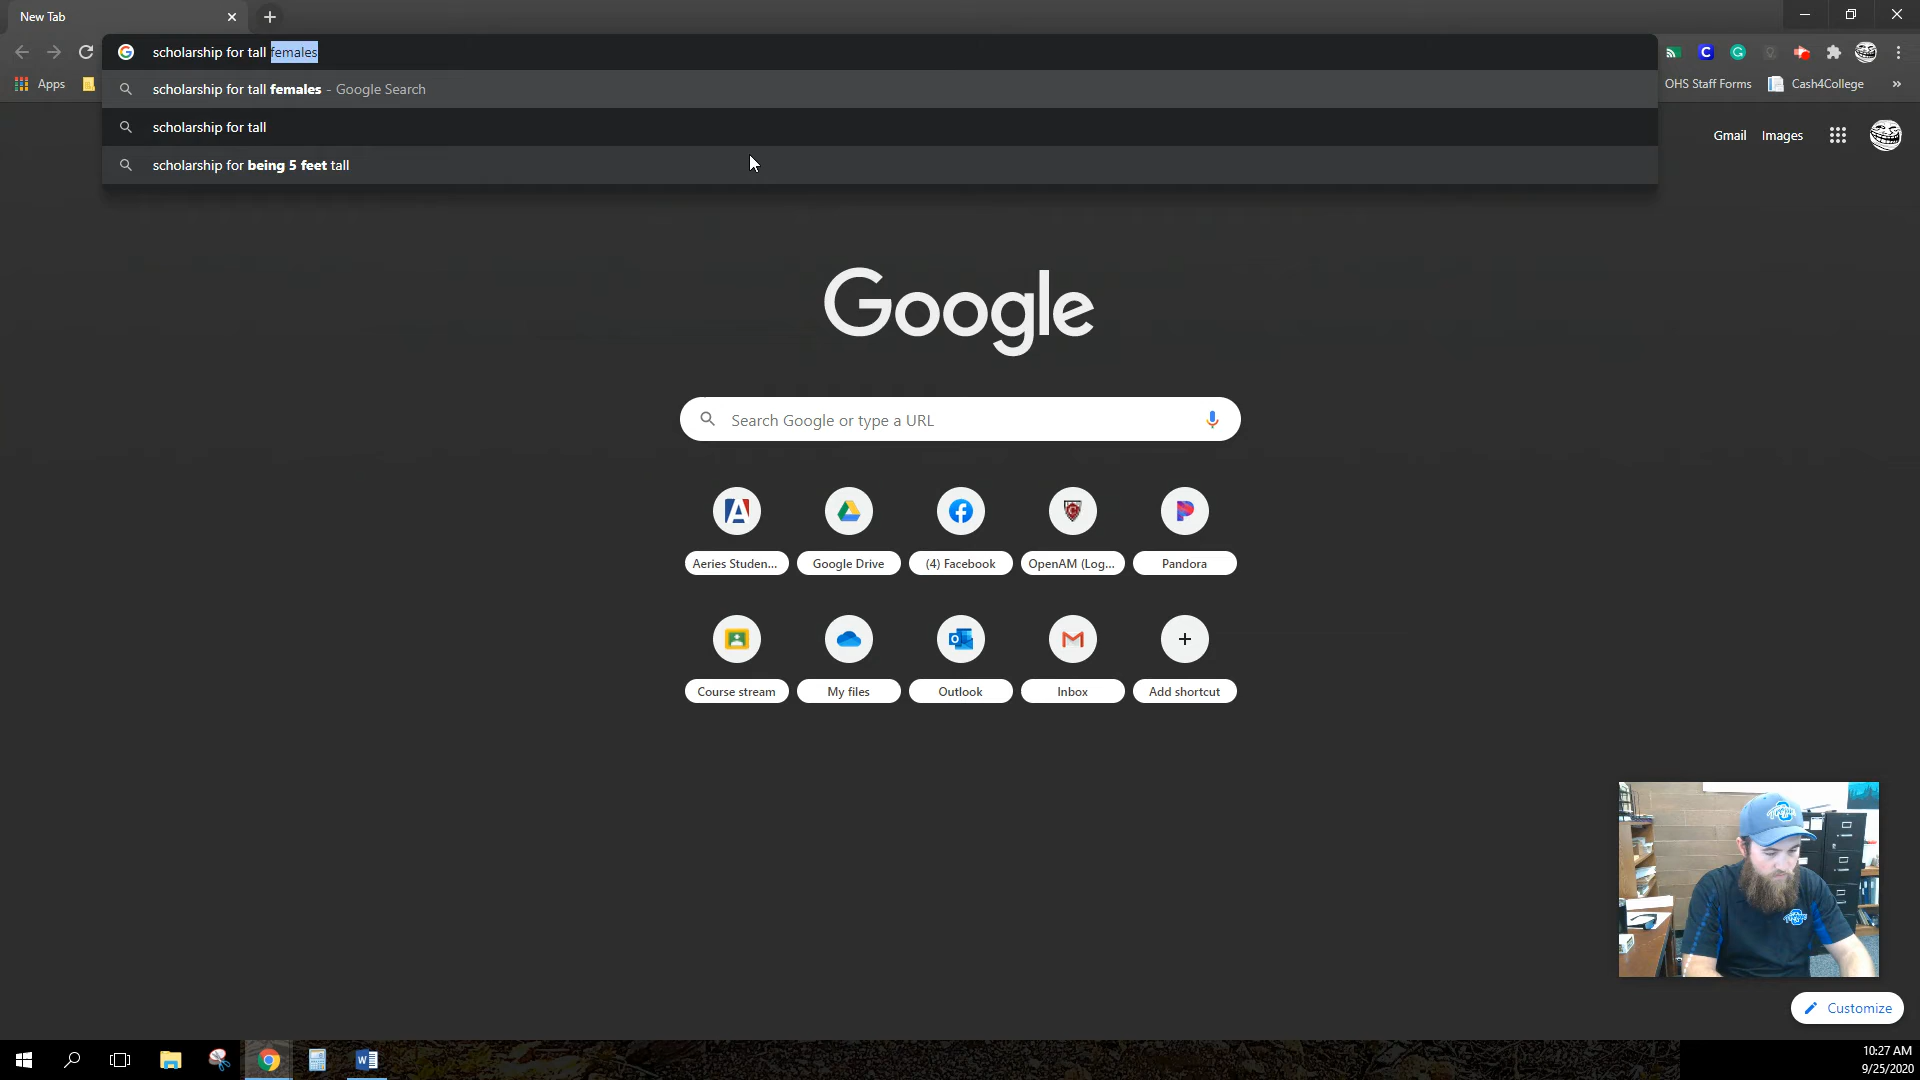 New Tab
scholarship for tall females
Apps
OHS Staff Forms
Cash4College
»
scholarship for tall females - Google Search
scholarship for tall
scholarship for being 5 feet tall
Gmail
Images
Google
Search Google or type a URL
Aeries Studen...
Google Drive
(4) Facebook
OpenAM (Log...
Pandora
Course stream
My files
Outlook
Inbox
Add shortcut
Customize
10:27 AM
9/25/2020